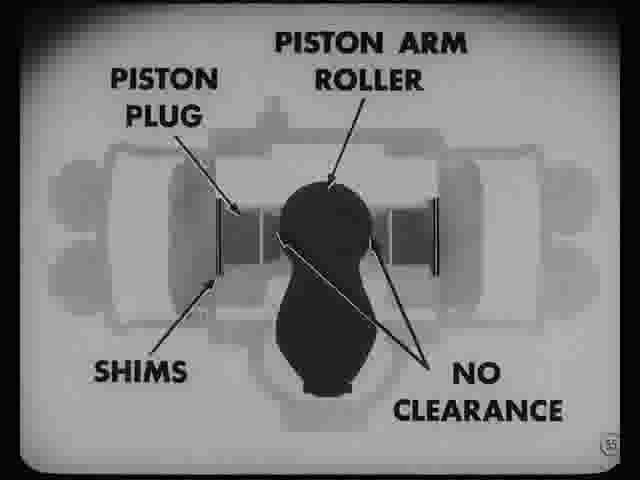 PISTON ARM
ROLLER
PISTON
PLUG
SHIMS
NO
CLEARANCE
55